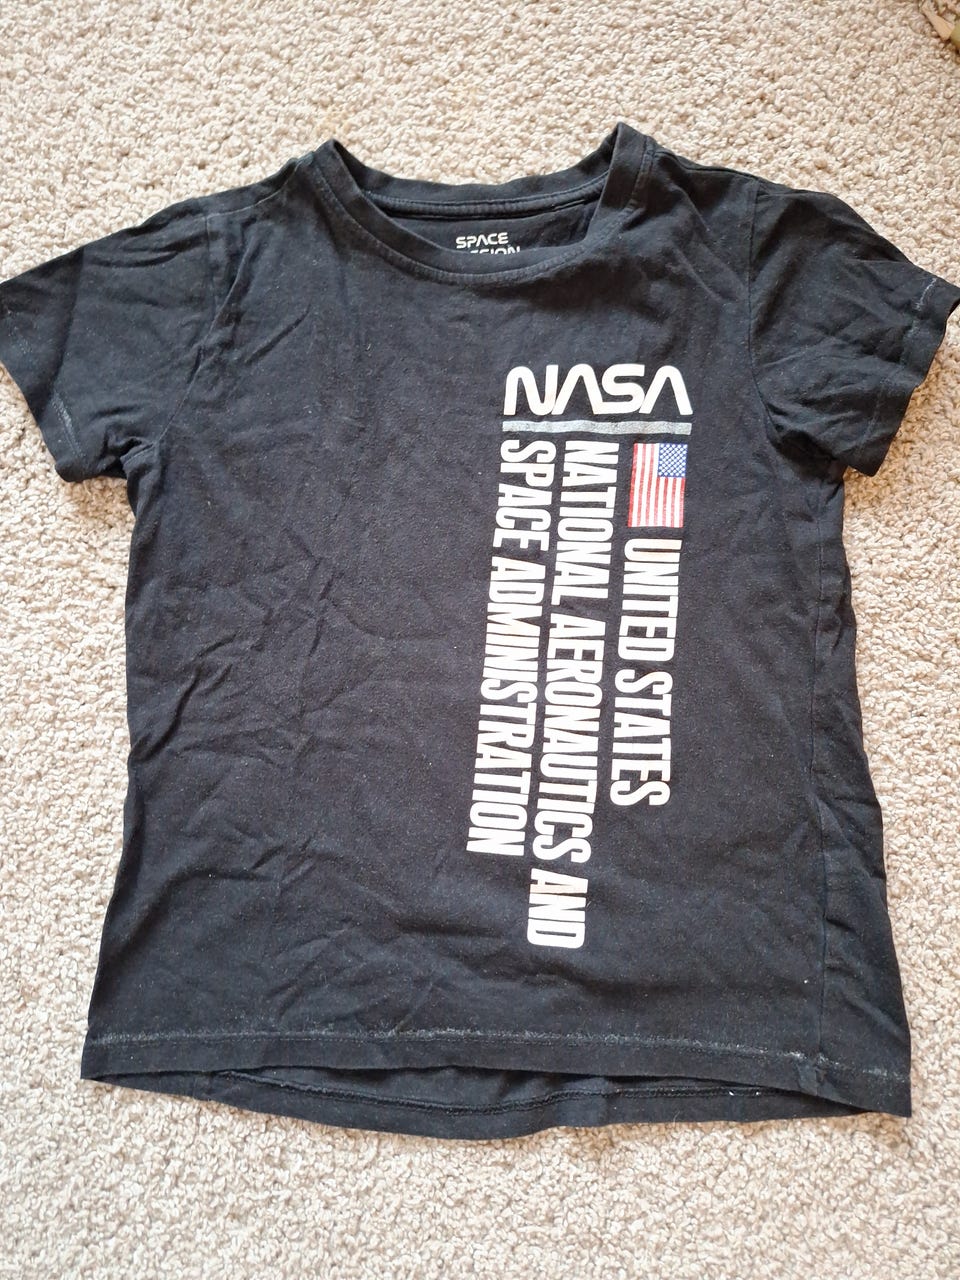 SPACE
NASA
UNITED STATES
NATIONAL AERONAUTICS AND
SPACE ADMINISTRATION